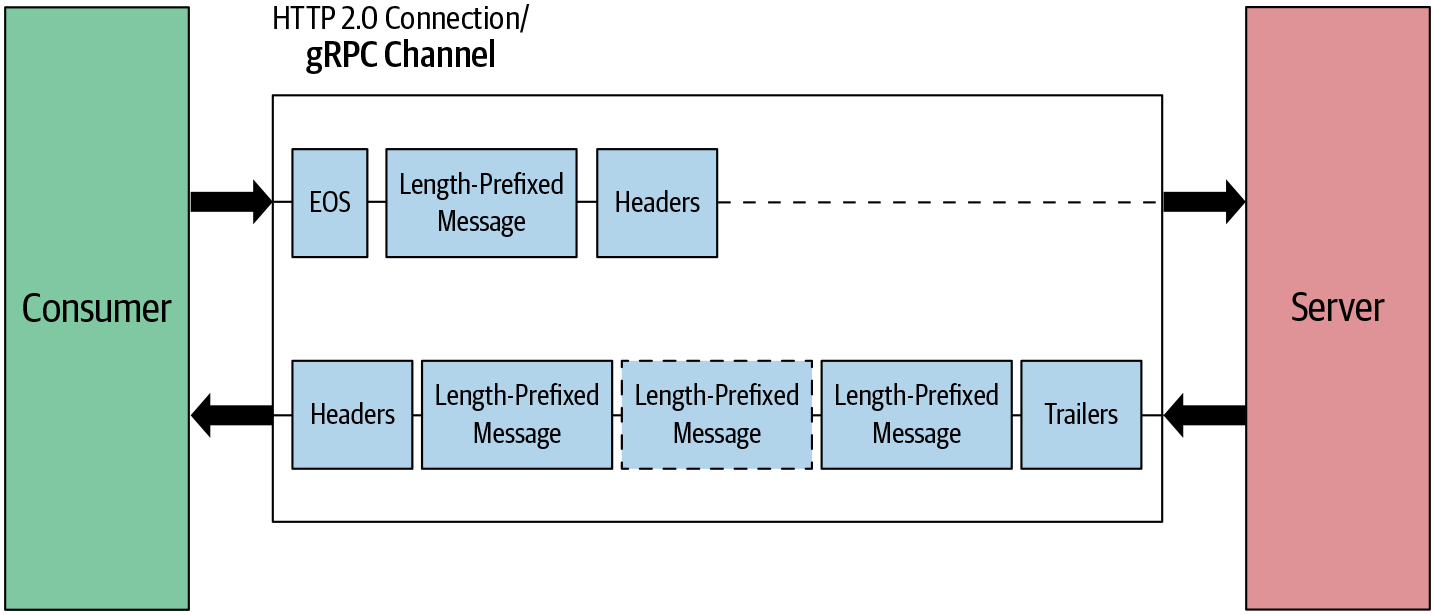 HTTP 2.0 Connection/
gRPC Channel
Consumer
EOS
Length-Prefixed
Message
Headers
Server
Headers
Length-Prefixed
Message
Length-Prefixed
Message
Length-Prefixed
Message
Trailers